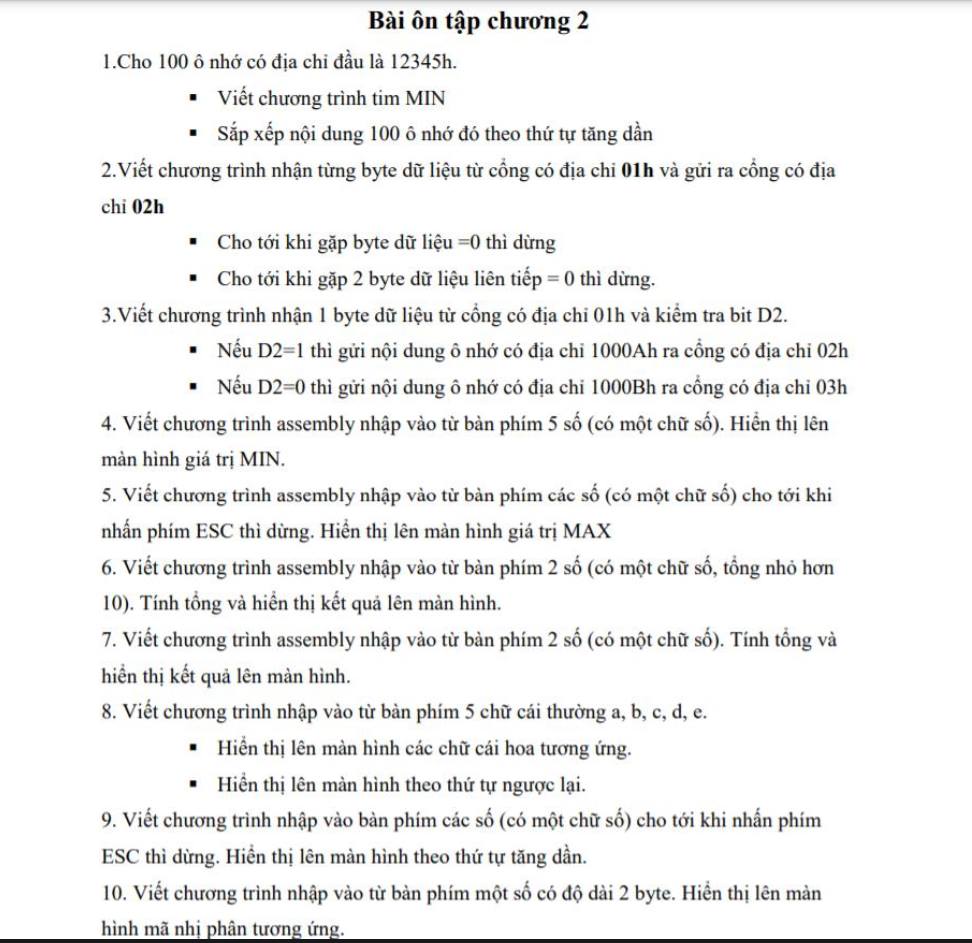 Bài ôn tập chương 2
1.Cho 100 ô nhớ có địa chỉ đầu là 12345h.
▪ Viết chương trình tim MIN
▪ Sắp xếp nội dung 100 ô nhớ đó theo thứ tự tăng dần
2.Viết chương trình nhận từng byte dữ liệu từ cổng có địa chỉ 01h và gửi ra cổng có địa
chỉ 02h
▪ Cho tới khi gặp byte dữ liệu =0 thì dừng
▪ Cho tới khi gặp 2 byte dữ liệu liên tiếp = 0 thì dừng.
3.Viết chương trình nhận 1 byte dữ liệu từ cổng có địa chỉ 01h và kiểm tra bit D2.
▪ Nếu D2=1 thì gửi nội dung ô nhớ có địa chỉ 1000Ah ra cổng có địa chỉ 02h
▪ Nếu D2=0 thì gửi nội dung ô nhớ có địa chỉ 1000Bh ra cổng có địa chỉ 03h
4. Viết chương trình assembly nhập vào từ bàn phím 5 số (có một chữ số). Hiển thị lên
màn hình giá trị MIN.
5. Viết chương trình assembly nhập vào từ bàn phím các số (có một chữ số) cho tới khi
nhấn phím ESC thì dừng. Hiển thị lên màn hình giá trị MAX
6. Viết chương trình assembly nhập vào từ bàn phím 2 số (có một chữ số, tổng nhỏ hơn
10). Tính tổng và hiển thị kết quả lên màn hình.
7. Viết chương trình assembly nhập vào từ bàn phím 2 số (có một chữ số). Tính tổng và
hiển thị kết quả lên màn hình.
8. Viết chương trình nhập vào từ bàn phím 5 chữ cái thường a, b, c, d, e.
▪ Hiển thị lên màn hình các chữ cái hoa tương ứng.
▪ Hiển thị lên màn hình theo thứ tự ngược lại.
9. Viết chương trình nhập vào bàn phím các số (có một chữ số) cho tới khi nhấn phím
ESC thì dừng. Hiển thị lên màn hình theo thứ tự tăng dần.
10. Viết chương trình nhập vào từ bàn phím một số có độ dài 2 byte. Hiển thị lên màn
hình mã nhị phân tương ứng.